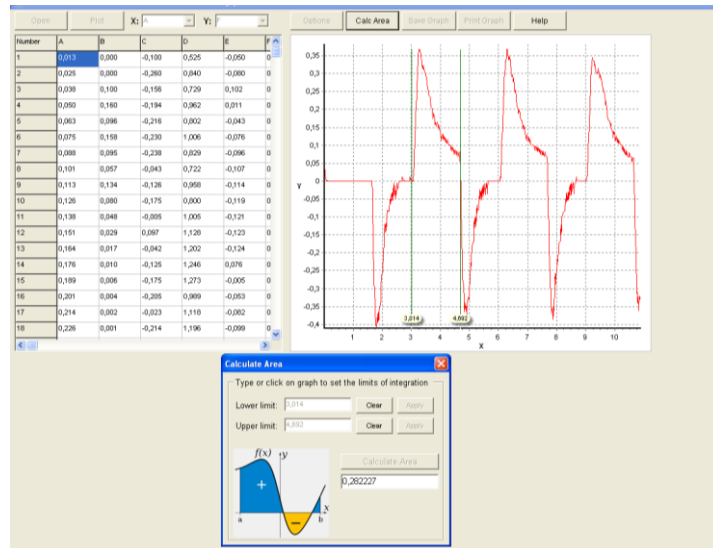 Open Plot X: A Y: F Options Calc Area Save Graph Print Graph Help
Number A B C D E F
1 0,013 0,000 -0,100 0,525 -0,050 0
2 0,025 0,000 -0,260 0,840 -0,080 0
3 0,038 0,100 -0,156 0,729 0,102 0
4 0,050 0,160 -0,194 0,962 0,011 0
5 0,063 0,096 -0,216 0,802 -0,043 0
6 0,075 0,158 -0,230 1,006 -0,076 0
7 0,088 0,095 -0,238 0,829 -0,096 0
8 0,101 0,057 -0,043 0,722 -0,107 0
9 0,113 0,134 -0,126 0,958 -0,114 0
10 0,126 0,080 -0,175 0,800 -0,119 0
11 0,138 0,048 -0,005 1,005 -0,121 0
12 0,151 0,029 0,097 1,128 -0,123 0
13 0,164 0,017 -0,042 1,202 -0,124 0
14 0,176 0,010 -0,125 1,246 0,076 0
15 0,189 0,006 -0,175 1,273 -0,005 0
16 0,201 0,004 -0,205 0,989 -0,053 0
17 0,214 0,002 -0,023 1,118 -0,082 0
18 0,226 0,001 -0,214 1,196 -0,099 0
0,35
0,3
0,25
0,2
0,15
0,1
0,05
0
-0,05
-0,1
-0,15
-0,2
-0,25
-0,3
-0,35
-0,4
Y
3,014 4,692
1 2 3 4 5 6 7 8 9 10
X
Calculate Area
Type or click on graph to set the limits of integration
Lower limit: 3,014 Clear Apply
Upper limit: 4,692 Clear Apply
f(x) y
+
−
a b x
Calculate Area
0,282227